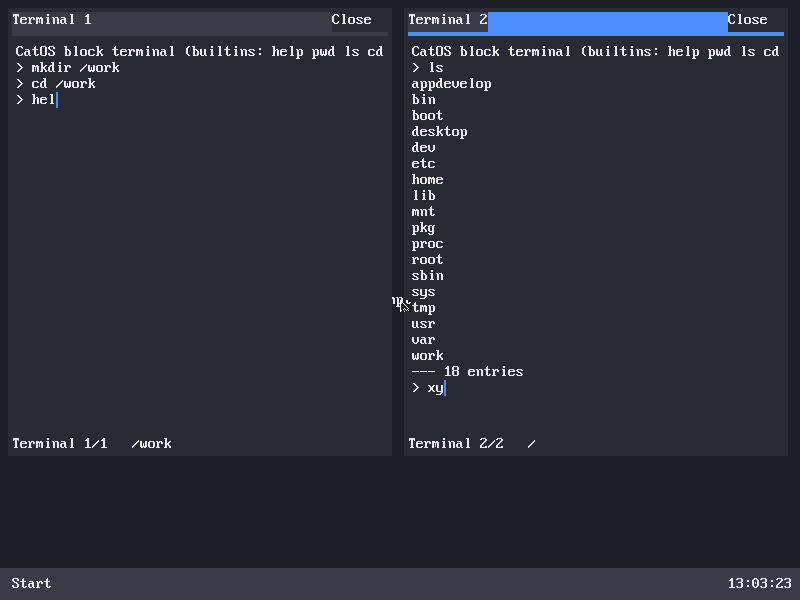 Terminal 1 Close
CatOS block terminal (builtins: help pwd ls cd
> mkdir /work
> cd /work
> hel
Terminal 1/1 /work
Terminal 2 Close
CatOS block terminal (builtins: help pwd ls cd
> ls
appdevelop
bin
boot
desktop
dev
etc
home
lib
mnt
pkg
proc
root
sbin
sys
tmp
usr
var
work
--- 18 entries
> xy
Terminal 2/2 /
Start 13:03:23